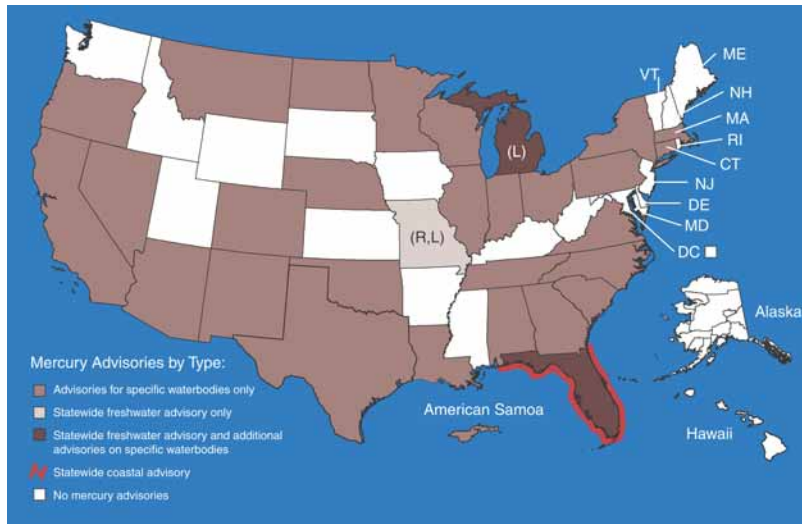 ME
VT
NH
MA
RI
CT
NJ
DE
MD
DC
(L)
(R,L)
Alaska
Hawaii
American Samoa
Mercury Advisories by Type:
Advisories for specific waterbodies only
Statewide freshwater advisory only
Statewide freshwater advisory and additional
advisories on specific waterbodies
Statewide coastal advisory
No mercury advisories